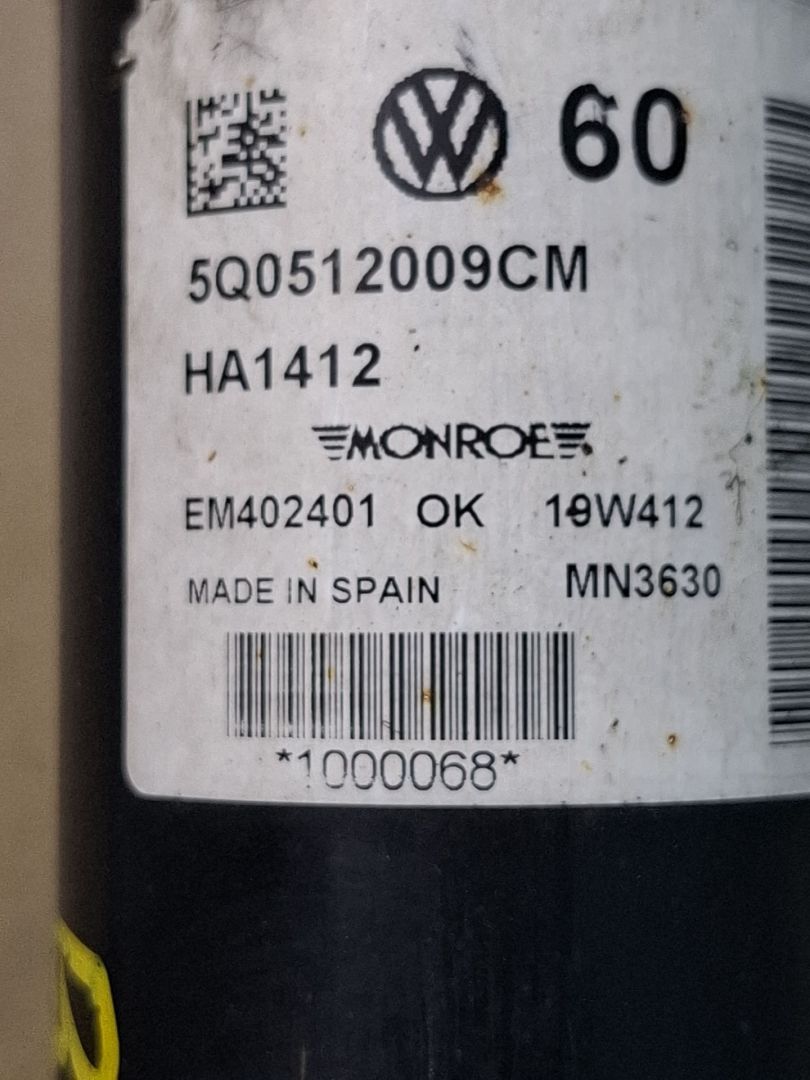 60
5Q0512009CM
HA1412
MONROE
EM402401 OK 19W412
MADE IN SPAIN MN3630
*1000068*